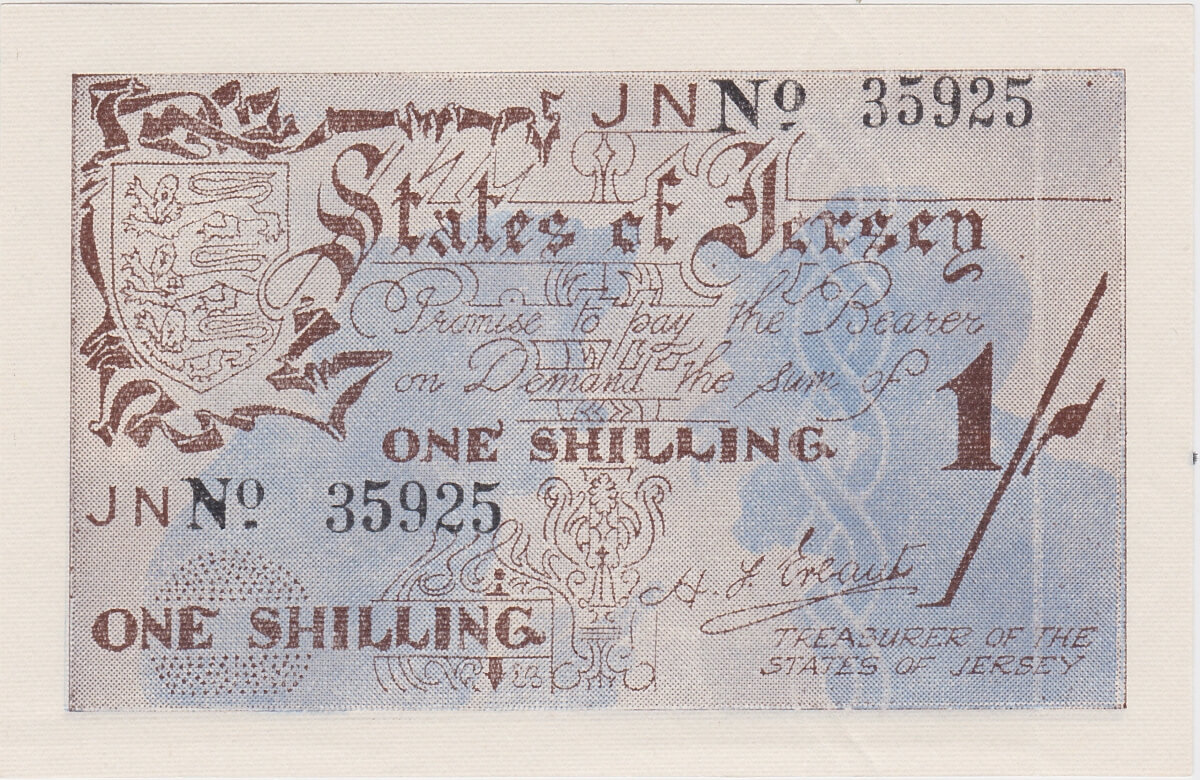 JN Nº 35925
States of Jersey
Promise to pay the Bearer
on Demand the sum of
1/-
ONE SHILLING.
JN Nº 35925
ONE SHILLING.
TREASURER OF THE
STATES OF JERSEY